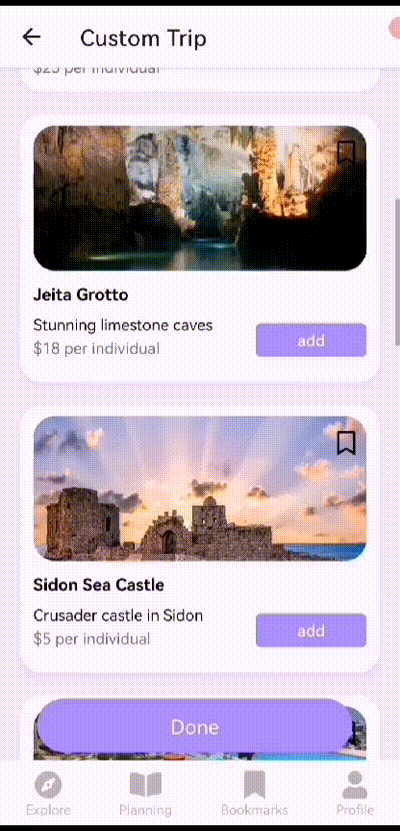 Custom Trip
$25 per individual
Jeita Grotto
Stunning limestone caves
$18 per individual
add
Sidon Sea Castle
Crusader castle in Sidon
$5 per individual
add
Done
Explore
Planning
Bookmarks
Profile